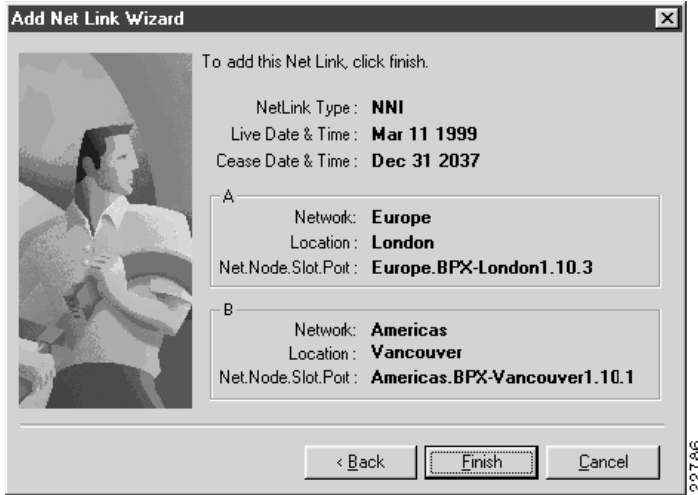 Add Net Link Wizard
To add this Net Link, click finish.
NetLink Type : NNI
Live Date & Time : Mar 11 1999
Cease Date & Time : Dec 31 2037
A
Network: Europe
Location : London
Net.Node.Slot.Port : Europe.BPX-London1.10.3
B
Network: Americas
Location : Vancouver
Net.Node.Slot.Port : Americas.BPX-Vancouver1.10.1
< Back
Finish
Cancel
22786